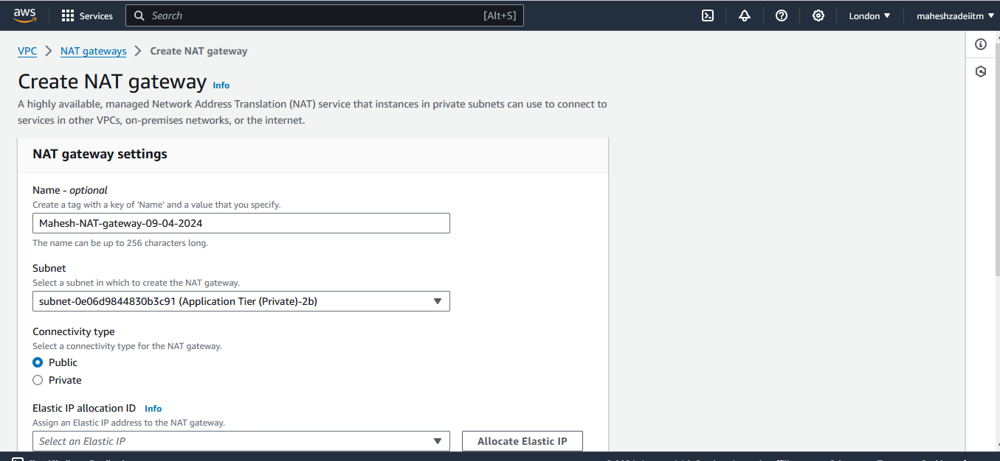 aws
Services
Search
[Alt+S]
London
maheshzadeiitm
VPC
NAT gateways
Create NAT gateway
Create NAT gateway Info
A highly available, managed Network Address Translation (NAT) service that instances in private subnets can use to connect to
services in other VPCs, on-premises networks, or the internet.
NAT gateway settings
Name - optional
Create a tag with a key of 'Name' and a value that you specify.
Mahesh-NAT-gateway-09-04-2024
The name can be up to 256 characters long.
Subnet
Select a subnet in which to create the NAT gateway.
subnet-0e06d9844830b3c91 (Application Tier (Private)-2b)
Connectivity type
Select a connectivity type for the NAT gateway.
Public
Private
Elastic IP allocation ID Info
Assign an Elastic IP address to the NAT gateway.
Select an Elastic IP
Allocate Elastic IP